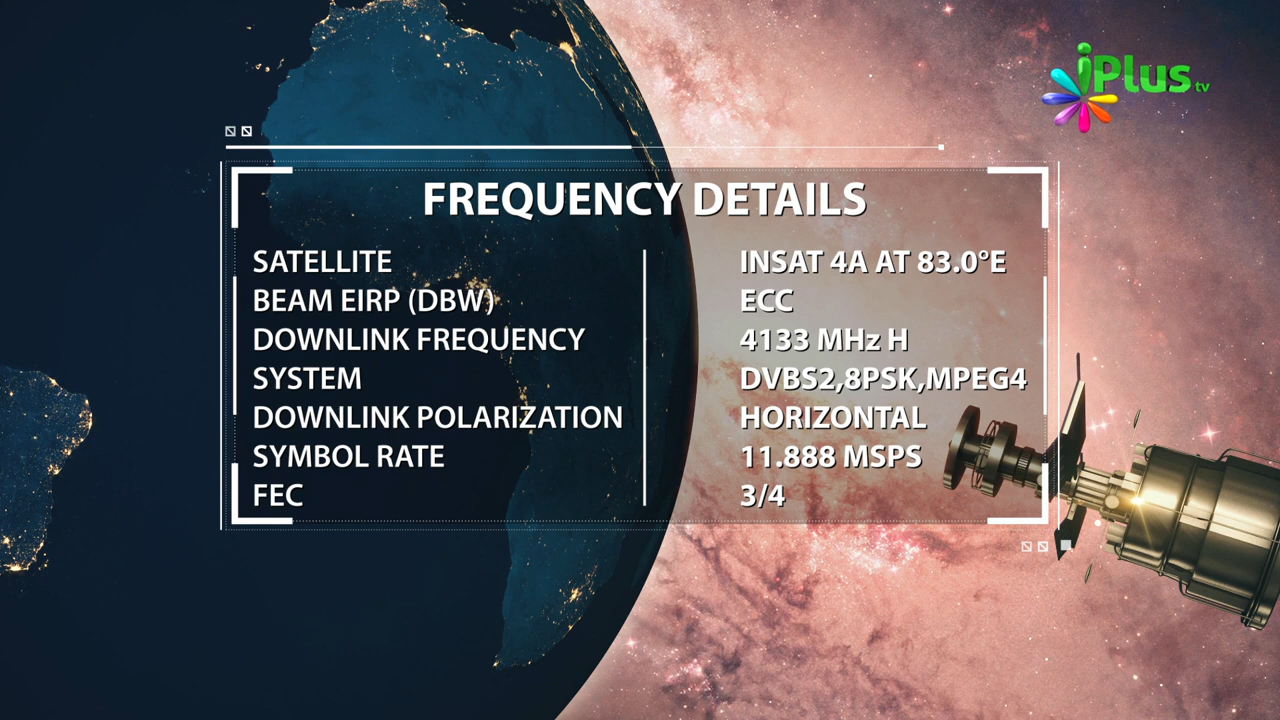 iPlus tv
FREQUENCY DETAILS
SATELLITE INSAT 4A AT 83.0°E
BEAM EIRP (DBW) ECC
DOWNLINK FREQUENCY 4133 MHz H
SYSTEM DVBS2,8PSK,MPEG4
DOWNLINK POLARIZATION HORIZONTAL
SYMBOL RATE 11.888 MSPS
FEC 3/4